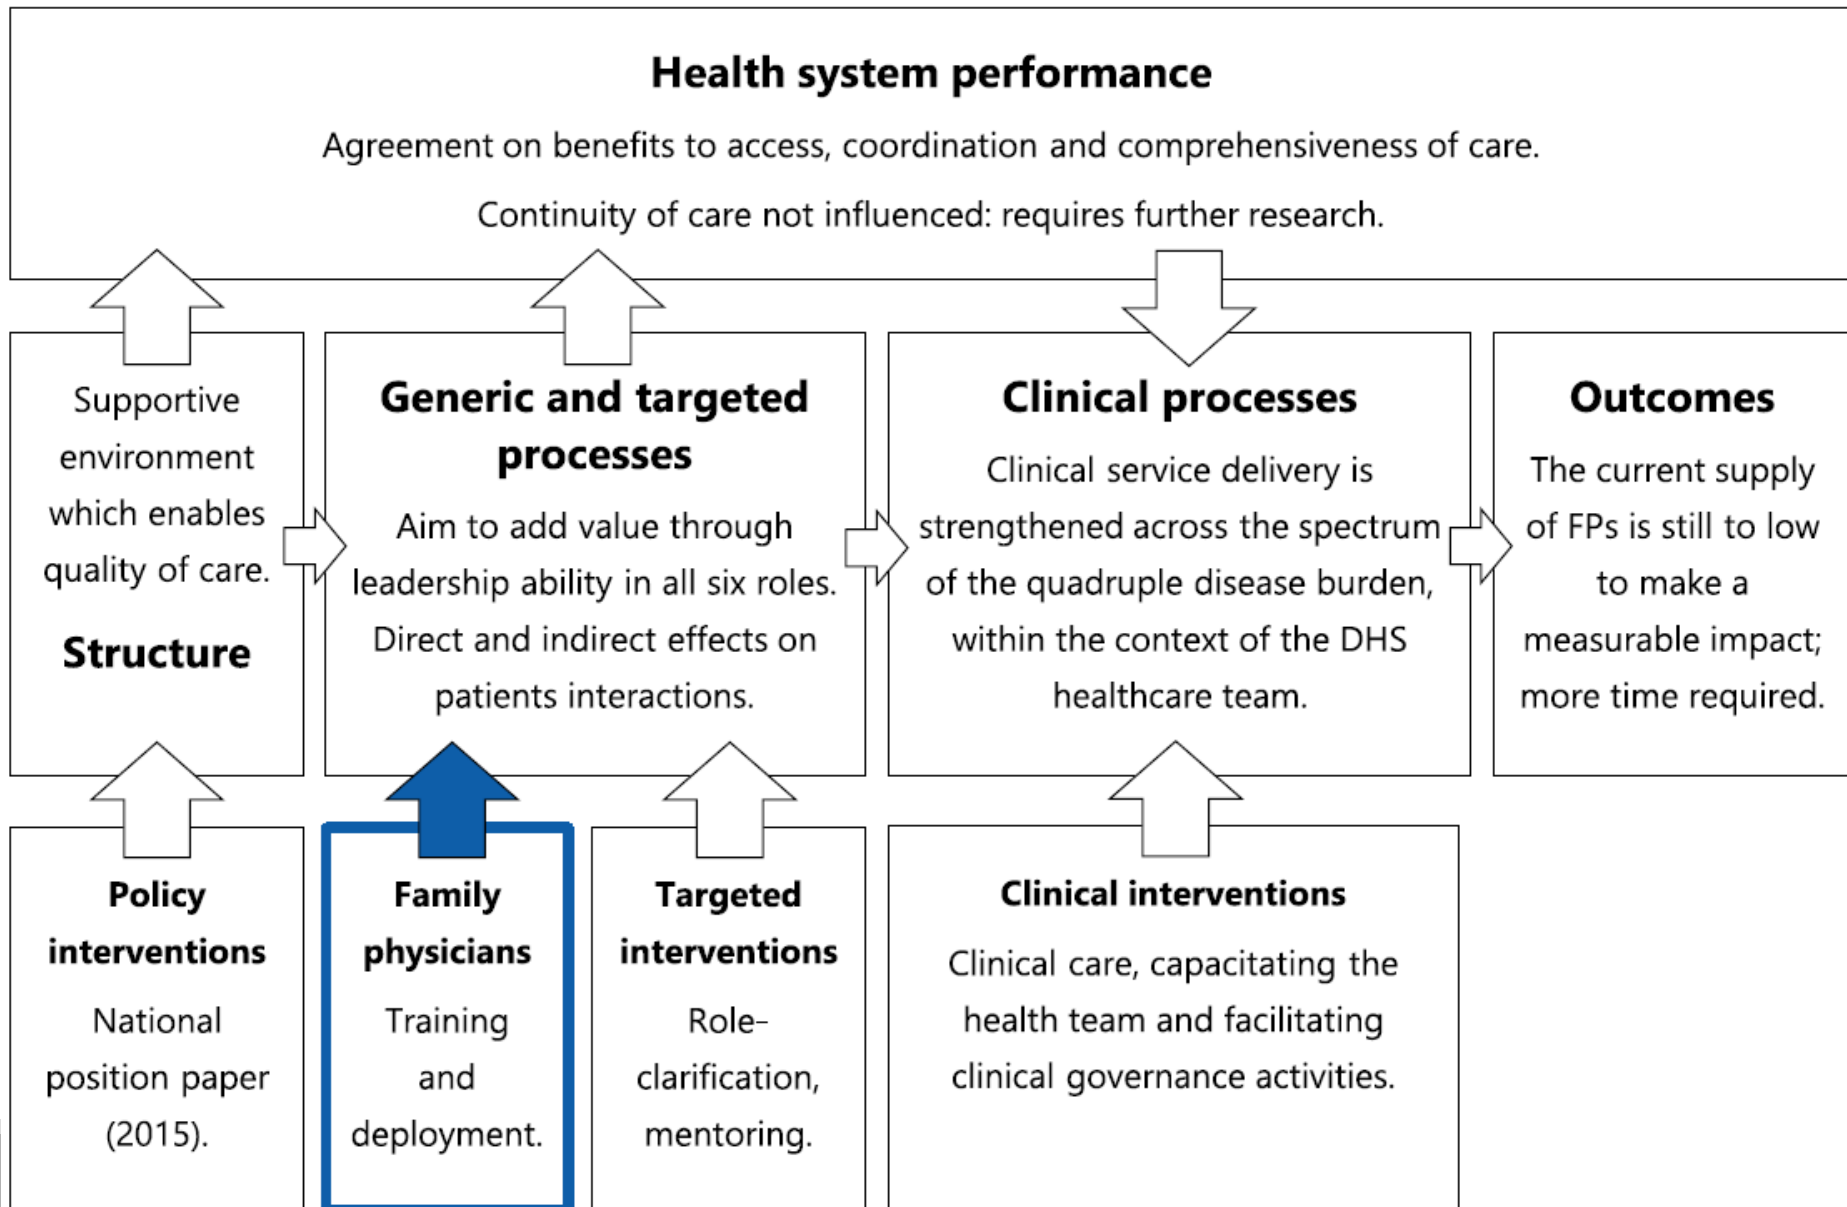 Health system performance
Agreement on benefits to access, coordination and comprehensiveness of care.
Continuity of care not influenced: requires further research.
Supportive
environment
which enables
quality of care.
Structure
Generic and targeted
processes
Aim to add value through
leadership ability in all six roles.
Direct and indirect effects on
patients interactions.
Clinical processes
Clinical service delivery is
strengthened across the spectrum
of the quadruple disease burden,
within the context of the DHS
healthcare team.
Outcomes
The current supply
of FPs is still to low
to make a
measurable impact;
more time required.
Policy
interventions
National
position paper
(2015).
Family
physicians
Training
and
deployment.
Targeted
interventions
Role-
clarification,
mentoring.
Clinical interventions
Clinical care, capacitating the
health team and facilitating
clinical governance activities.